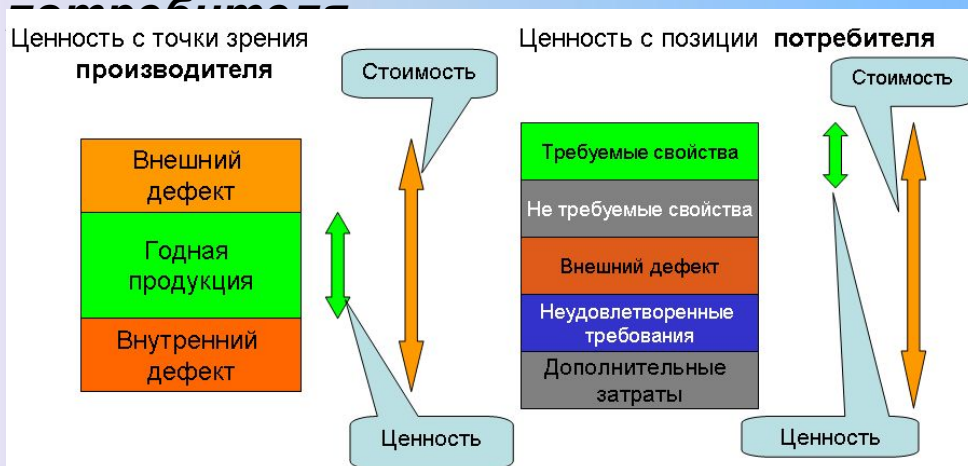 потребителя
Ценность с точки зрения
производителя
Стоимость
Внешний
дефект
Годная
продукция
Внутренний
дефект
Ценность
Ценность с позиции потребителя
Стоимость
Требуемые свойства
Не требуемые свойства
Внешний дефект
Неудовлетворенные
требования
Дополнительные
затраты
Ценность